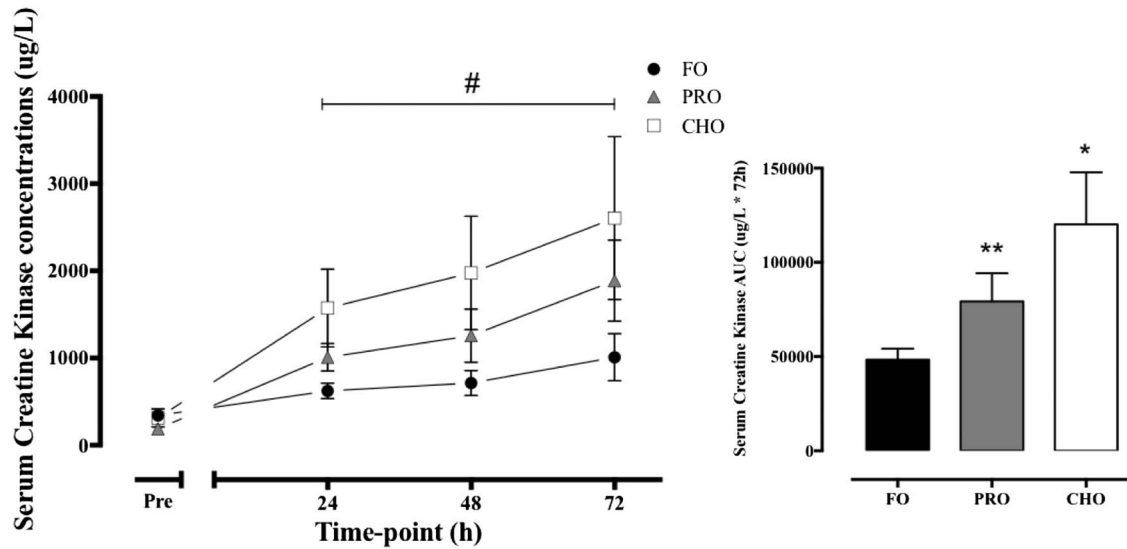 Serum Creatine Kinase concentrations (ug/L)
4000
3000
2000
1000
0
#
FO
PRO
CHO
Pre
24
48
72
Time-point (h)
Serum Creatine Kinase AUC (ug/L * 72h)
150000
100000
50000
0
**
*
FO
PRO
CHO